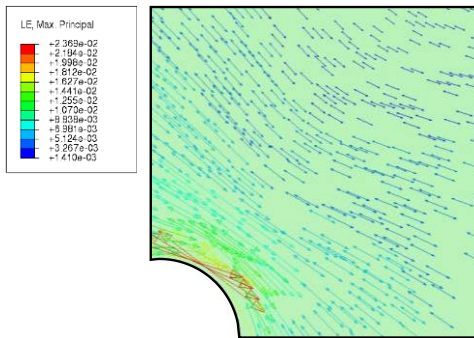 LE, Max. Principal
+2.369e-02
+2.184e-02
+1.998e-02
+1.812e-02
+1.627e-02
+1.441e-02
+1.255e-02
+1.070e-02
+8.838e-03
+6.981e-03
+5.124e-03
+3.267e-03
+1.410e-03